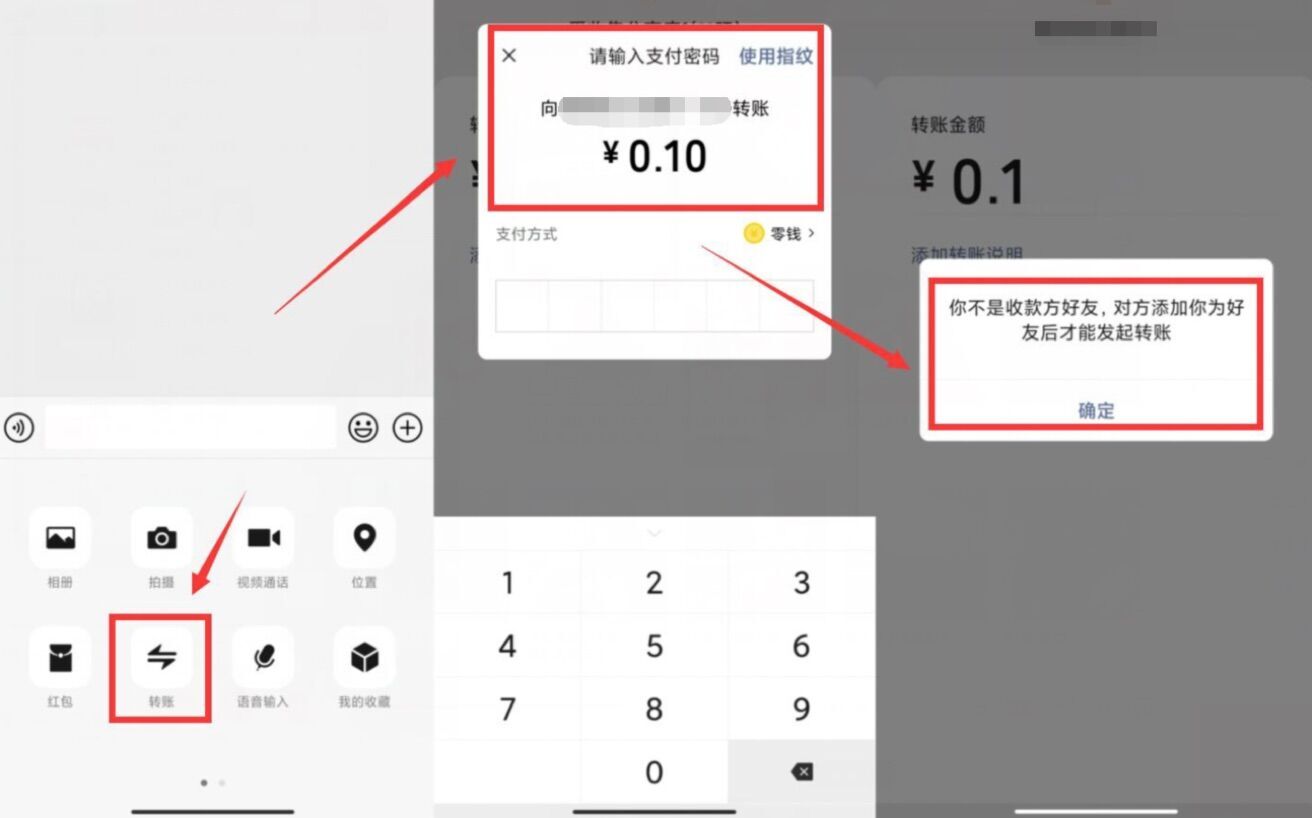 相册
拍摄
视频通话
位置
红包
转账
语音输入
我的收藏
请输入支付密码
使用指纹
向
转账
¥0.10
支付方式
零钱
1
2
3
4
5
6
7
8
9
0
转账金额
¥0.1
添加转账说明
你不是收款方好友，对方添加你为好
友后才能发起转账
确定